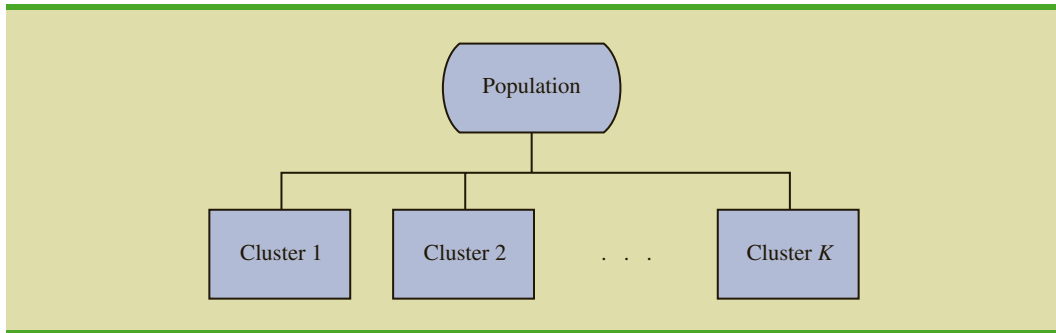 Population
Cluster 1
Cluster 2
. . .
Cluster K